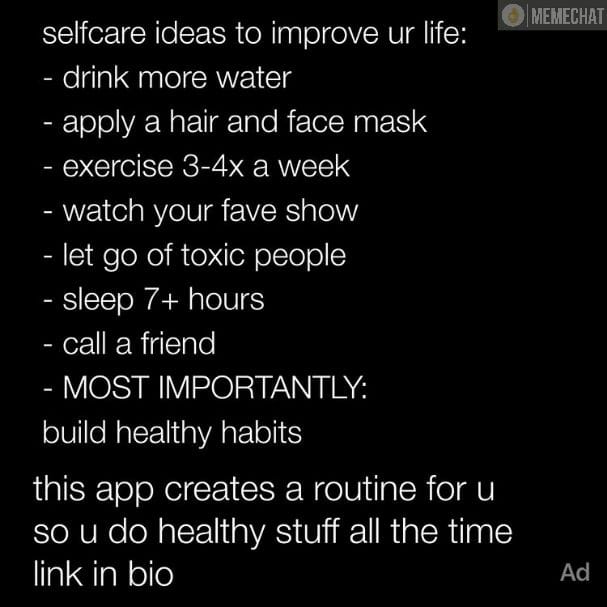 MEMECHAT
selfcare ideas to improve ur life:
- drink more water
- apply a hair and face mask
- exercise 3-4x a week
- watch your fave show
- let go of toxic people
- sleep 7+ hours
- call a friend
- MOST IMPORTANTLY:
build healthy habits
this app creates a routine for u
so u do healthy stuff all the time
link in bio
Ad